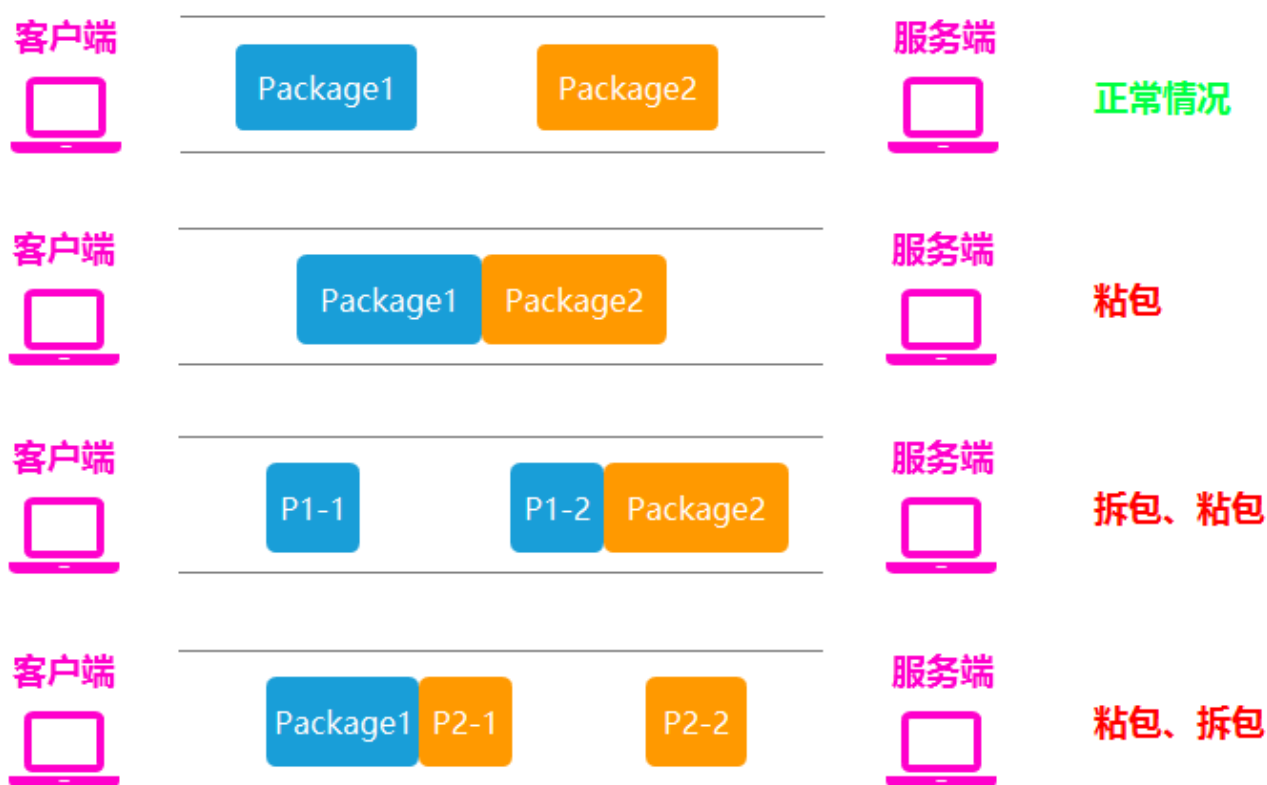 客户端
服务端
Package1
Package2
正常情况
客户端
服务端
Package1
Package2
粘包
客户端
服务端
P1-1
P1-2
Package2
拆包、粘包
客户端
服务端
Package1
P2-1
P2-2
粘包、拆包